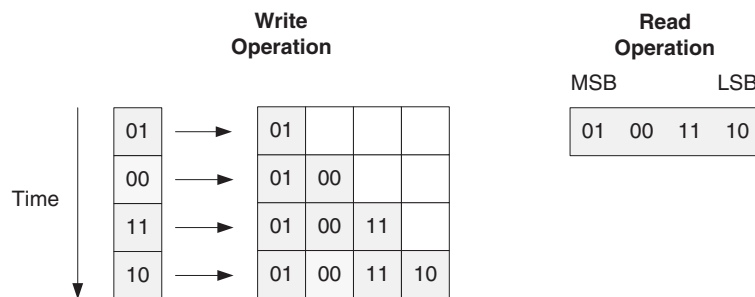 Write
Operation
Read
Operation
MSB LSB
01 01 01 00 11 10
00 01 00
Time
11 01 00 11
10 01 00 11 10